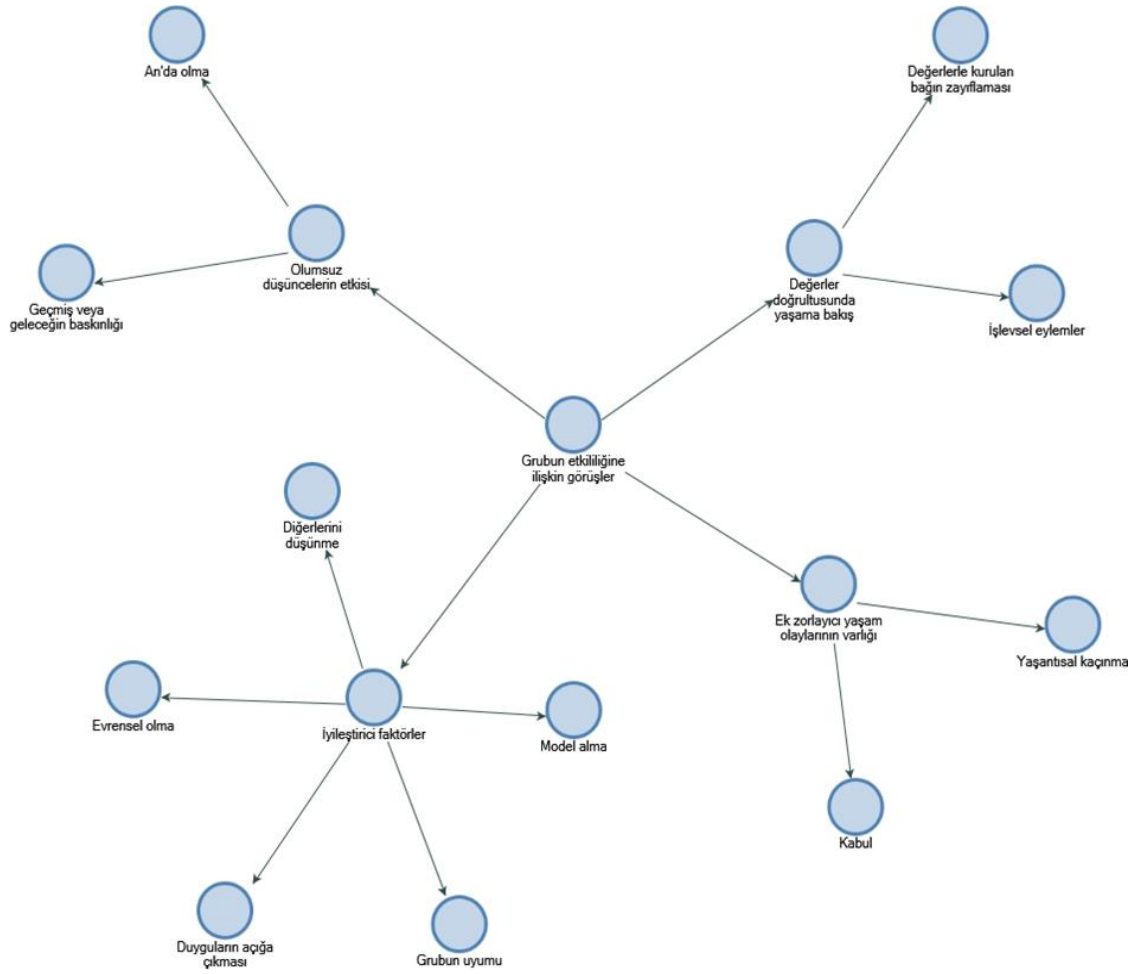 An'da olma
Değerlerle kurulan
bağın zayıflaması
Olumsuz
düşüncelerin etkisi
Geçmiş veya
geleceğin baskınlığı
Değerler
doğrultusunda
yaşama bakış
İşlevsel eylemler
Grubun etkililiğine
ilişkin görüşler
Diğerlerini
düşünme
Ek zorlayıcı yaşam
olaylarının varlığı
Yaşantısal kaçınma
Evrensel olma
İyileştirici faktörler
Model alma
Kabul
Duyguların açığa
çıkması
Grubun uyumu